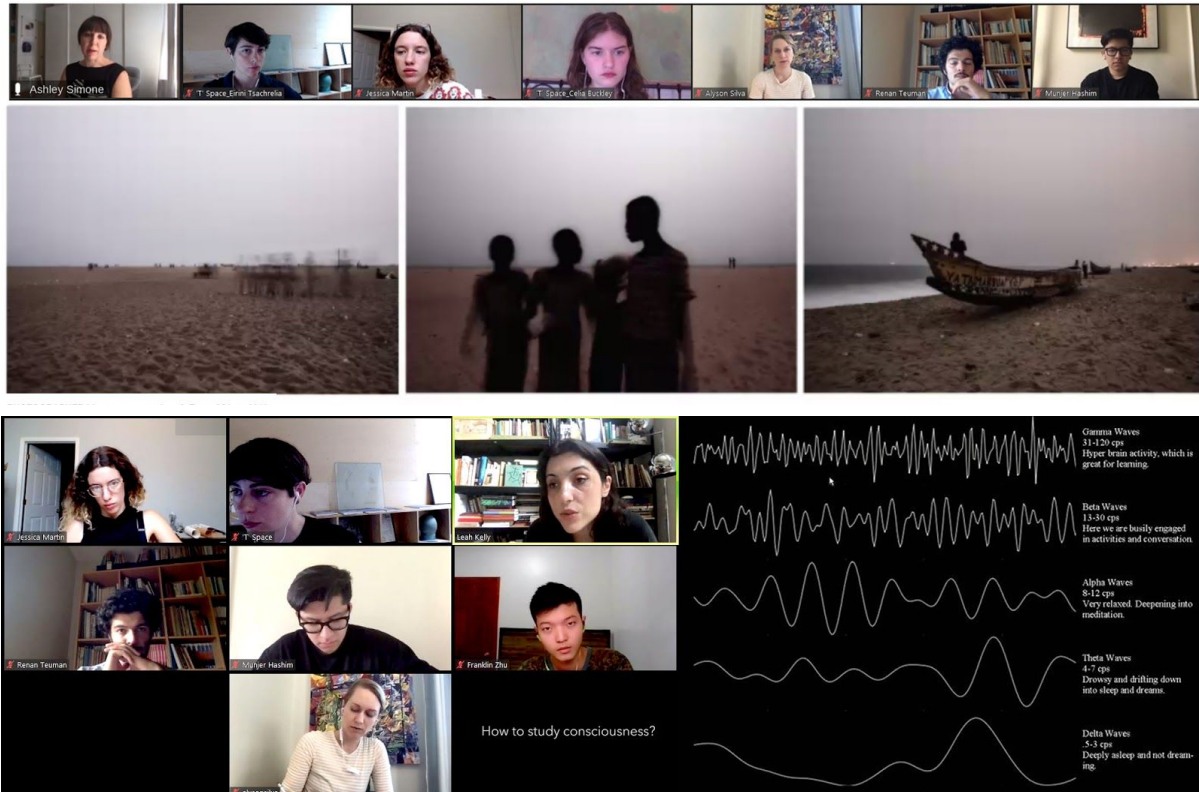 Ashley Simone
'T' Space_Eirini Tsachrelia
Jessica Martin
'T' Space_Celia Buckley
Alyson Silva
Renan Teuman
Munjer Hashim
Jessica Martin
'T' Space
Leah Kelly
Renan Teuman
Munjer Hashim
Franklin Zhu
How to study consciousness?
Gamma Waves
31-120 cps
Hyper brain activity, which is
great for learning.
Beta Waves
13-30 cps
Here we are busily engaged
in activities and conversation.
Alpha Waves
8-12 cps
Very relaxed. Deepening into
meditation.
Theta Waves
4-7 cps
Drowsy and drifting down
into sleep and dreams.
Delta Waves
.5-3 cps
Deeply asleep and not dream-
ing.